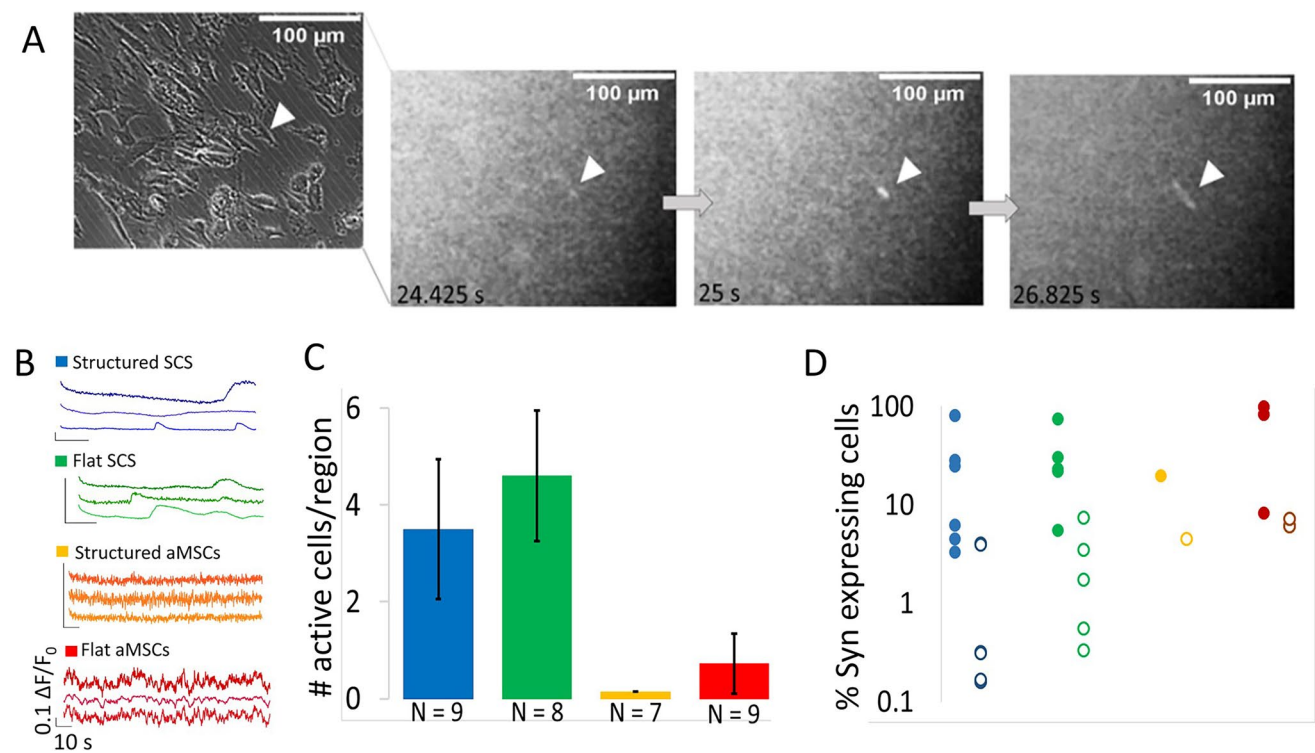 A
100 µm
100 µm
100 µm
100 µm
24.425 s
25 s
26.825 s
B
Structured SCS
Flat SCS
Structured aMSCs
Flat aMSCs
0.1 ΔF/F0
10 s
C
# active cells/region
6
4
2
0
N = 9
N = 8
N = 7
N = 9
D
% Syn expressing cells
100
10
1
0.1